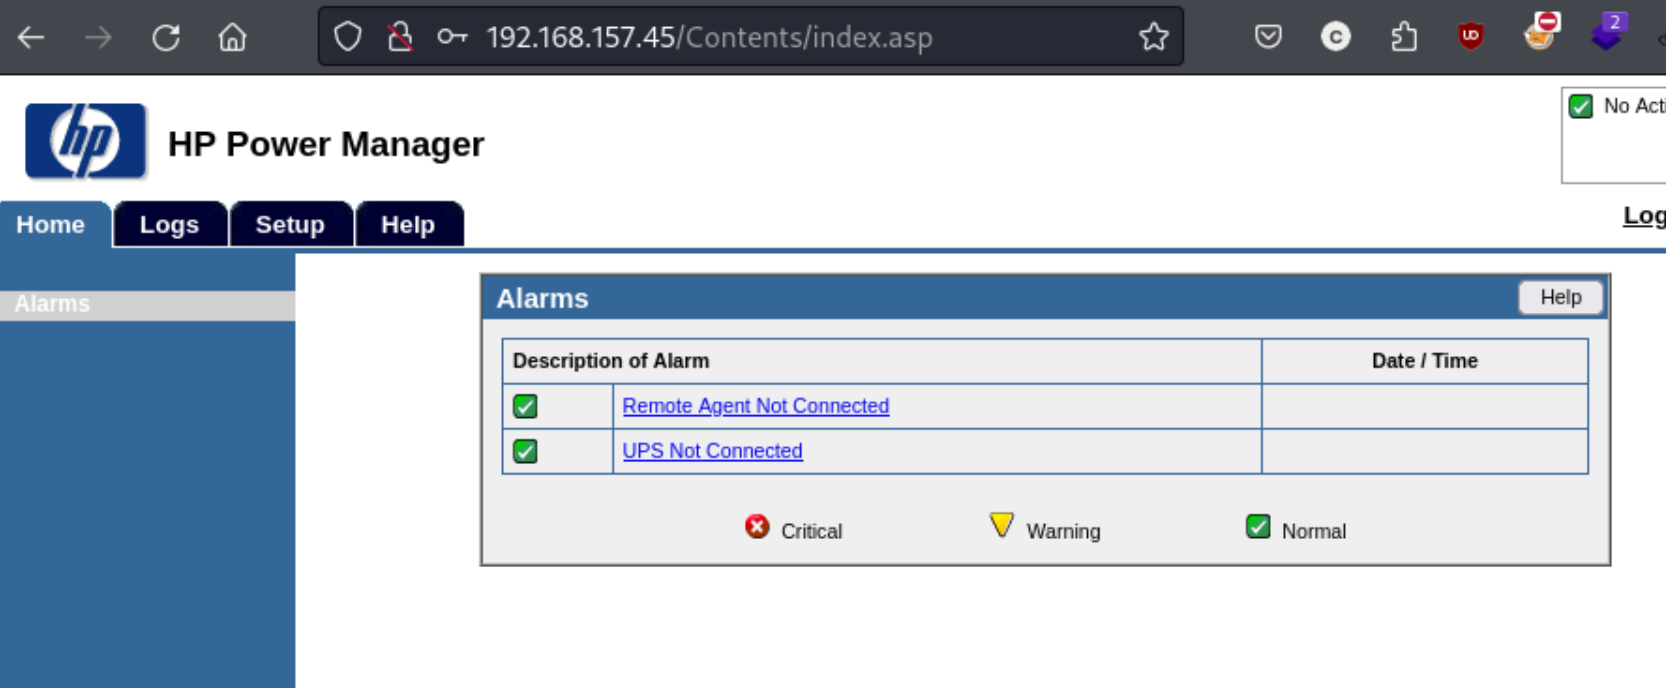 192.168.157.45/Contents/index.asp
2
hp
HP Power Manager
No Acti
Home Logs Setup Help
Log
Alarms
Alarms Help
Description of Alarm Date / Time
Remote Agent Not Connected
UPS Not Connected
Critical Warning Normal